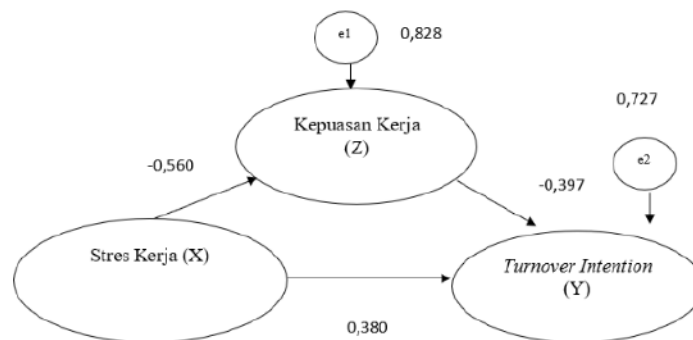 e1
0,828
Kepuasan Kerja
(Z)
0,727
e2
-0,560
-0,397
Stres Kerja (X)
Turnover Intention
(Y)
0,380